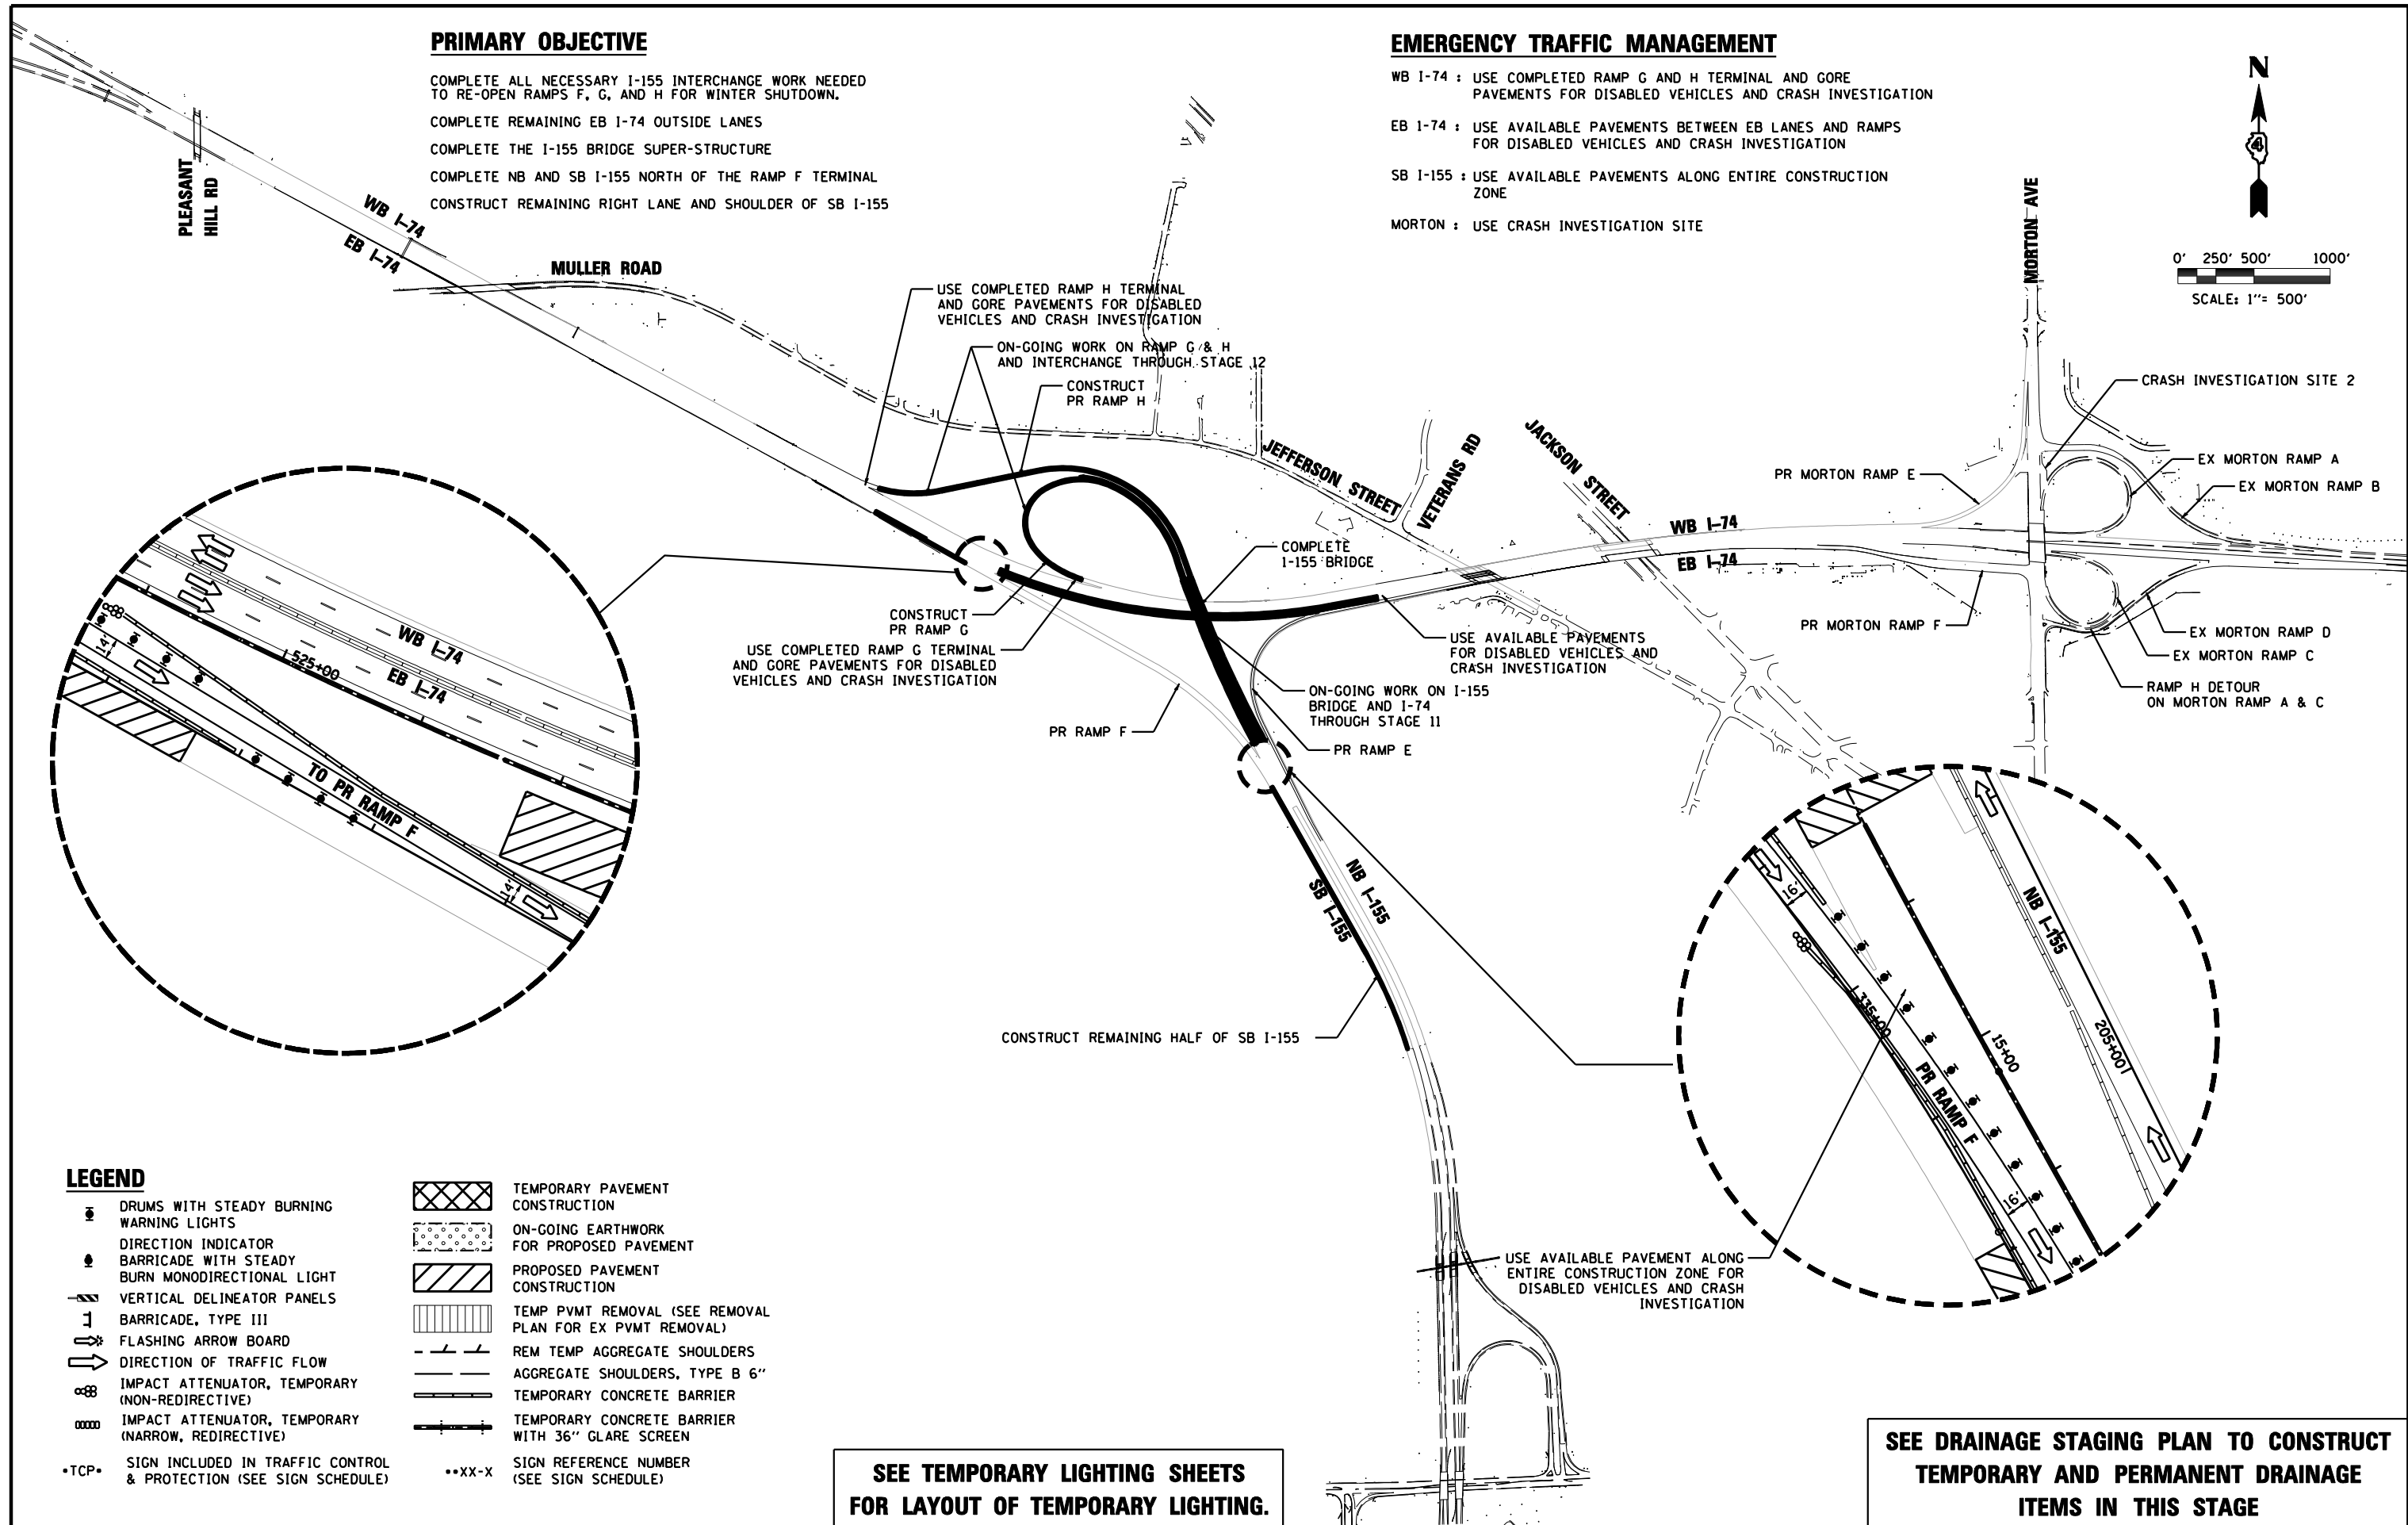 PRIMARY OBJECTIVE
COMPLETE ALL NECESSARY I-155 INTERCHANGE WORK NEEDED
TO RE-OPEN RAMPS F, G, AND H FOR WINTER SHUTDOWN.
COMPLETE REMAINING EB I-74 OUTSIDE LANES
COMPLETE THE I-155 BRIDGE SUPER-STRUCTURE
COMPLETE NB AND SB I-155 NORTH OF THE RAMP F TERMINAL
CONSTRUCT REMAINING RIGHT LANE AND SHOULDER OF SB I-155
EMERGENCY TRAFFIC MANAGEMENT
WB I-74 : USE COMPLETED RAMP G AND H TERMINAL AND GORE
PAVEMENTS FOR DISABLED VEHICLES AND CRASH INVESTIGATION
EB I-74 : USE AVAILABLE PAVEMENTS BETWEEN EB LANES AND RAMPS
FOR DISABLED VEHICLES AND CRASH INVESTIGATION
SB I-155 : USE AVAILABLE PAVEMENTS ALONG ENTIRE CONSTRUCTION
ZONE
MORTON : USE CRASH INVESTIGATION SITE
N
4
0' 250' 500' 1000'
SCALE: 1"= 500'
PLEASANT
HILL RD
WB I-74
EB I-74
MULLER ROAD
MORTON AVE
USE COMPLETED RAMP H TERMINAL
AND GORE PAVEMENTS FOR DISABLED
VEHICLES AND CRASH INVESTIGATION
ON-GOING WORK ON RAMP G & H
AND INTERCHANGE THROUGH STAGE 12
CONSTRUCT
PR RAMP H
JEFFERSON STREET
VETERANS RD
JACKSON STREET
CRASH INVESTIGATION SITE 2
PR MORTON RAMP E
EX MORTON RAMP A
EX MORTON RAMP B
WB I-74
EB I-74
COMPLETE
I-155 BRIDGE
CONSTRUCT
PR RAMP G
USE COMPLETED RAMP G TERMINAL
AND GORE PAVEMENTS FOR DISABLED
VEHICLES AND CRASH INVESTIGATION
USE AVAILABLE PAVEMENTS
FOR DISABLED VEHICLES AND
CRASH INVESTIGATION
PR MORTON RAMP F
EX MORTON RAMP D
EX MORTON RAMP C
RAMP H DETOUR
ON MORTON RAMP A & C
ON-GOING WORK ON I-155
BRIDGE AND I-74
THROUGH STAGE 11
PR RAMP F
PR RAMP E
WB I-74
525+00
EB I-74
14'
TO PR RAMP F
14'
NB I-155
SB I-155
CONSTRUCT REMAINING HALF OF SB I-155
16'
NB I-155
335+00
15+00
205+00
PR RAMP F
16'
USE AVAILABLE PAVEMENT ALONG
ENTIRE CONSTRUCTION ZONE FOR
DISABLED VEHICLES AND CRASH
INVESTIGATION
LEGEND
DRUMS WITH STEADY BURNING
WARNING LIGHTS
DIRECTION INDICATOR
BARRICADE WITH STEADY
BURN MONODIRECTIONAL LIGHT
VERTICAL DELINEATOR PANELS
BARRICADE, TYPE III
FLASHING ARROW BOARD
DIRECTION OF TRAFFIC FLOW
IMPACT ATTENUATOR, TEMPORARY
(NON-REDIRECTIVE)
IMPACT ATTENUATOR, TEMPORARY
(NARROW, REDIRECTIVE)
•TCP• SIGN INCLUDED IN TRAFFIC CONTROL
& PROTECTION (SEE SIGN SCHEDULE)
TEMPORARY PAVEMENT
CONSTRUCTION
ON-GOING EARTHWORK
FOR PROPOSED PAVEMENT
PROPOSED PAVEMENT
CONSTRUCTION
TEMP PVMT REMOVAL (SEE REMOVAL
PLAN FOR EX PVMT REMOVAL)
REM TEMP AGGREGATE SHOULDERS
AGGREGATE SHOULDERS, TYPE B 6"
TEMPORARY CONCRETE BARRIER
TEMPORARY CONCRETE BARRIER
WITH 36" GLARE SCREEN
••XX-X SIGN REFERENCE NUMBER
(SEE SIGN SCHEDULE)
SEE TEMPORARY LIGHTING SHEETS
FOR LAYOUT OF TEMPORARY LIGHTING.
SEE DRAINAGE STAGING PLAN TO CONSTRUCT
TEMPORARY AND PERMANENT DRAINAGE
ITEMS IN THIS STAGE